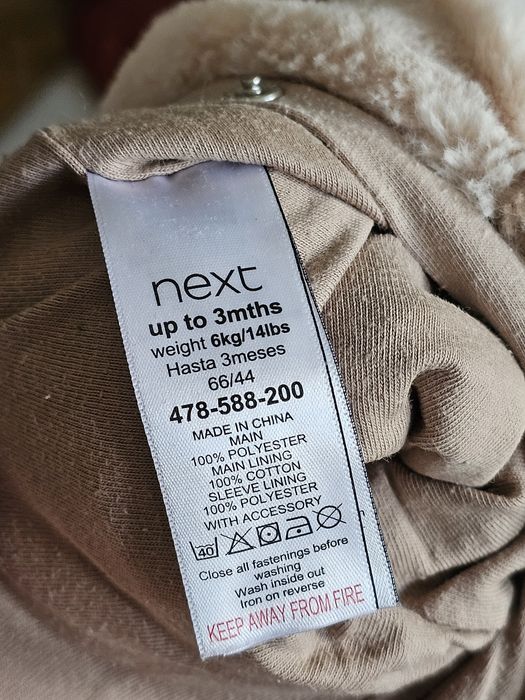 next
up to 3mths
weight 6kg/14lbs
Hasta 3meses
66/44
478-588-200
MADE IN CHINA
MAIN
100% POLYESTER
MAIN LINING
100% COTTON
SLEEVE LINING
100% POLYESTER
WITH ACCESSORY
40
Close all fastenings before
washing
Wash inside out
Iron on reverse
KEEP AWAY FROM FIRE